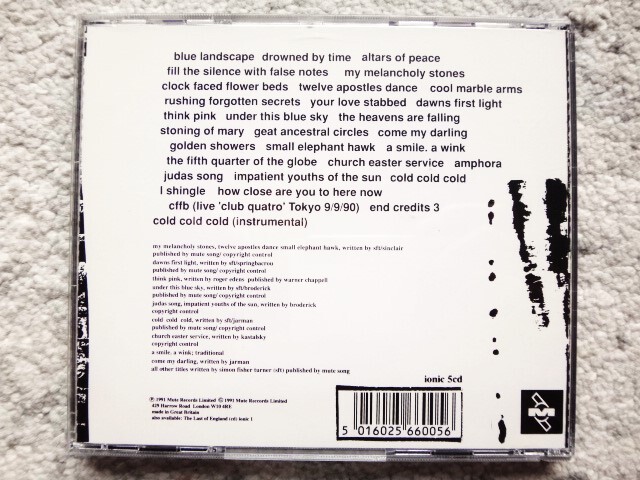 blue landscape drowned by time altars of peace
fill the silence with false notes my melancholy stones
clock faced flower beds twelve apostles dance cool marble arms
rushing forgotten secrets your love stabbed dawns first light
think pink under this blue sky the heavens are falling
stoning of mary geat ancestral circles come my darling
golden showers small elephant hawk a smile. a wink
the fifth quarter of the globe church easter service amphora
judas song impatient youths of the sun cold cold cold
I shingle how close are you to here now
cffb (live 'club quatro' Tokyo 9/9/90) end credits 3
cold cold cold (instrumental)
my melancholy stones, twelve apostles dance small elephant hawk, written by sft/sinclair
published by mute song/ copyright control
dawns first light, written by sft/springbacrou
published by mute song/ copyright control
think pink, written by roger edens published by warner chappell
under this blue sky, written by sft/broderick
published by mute song/ copyright control
judas song, impatient youths of the sun, written by broderick
copyright control
cold cold cold, written by sft/jarman
published by mute song/ copyright control
church easter service, written by kastalsky
copyright control
a smile. a wink; traditional
come my darling, written by jarman
all other titles written by simon fisher turner (sft) published by mute song
ionic 5cd
℗ 1991 Mute Records Limited © 1991 Mute Records Limited
429 Harrow Road London W10 4RE
made in Great Britain
also available: The Last of England (cd) ionic 1
5 016025 660056